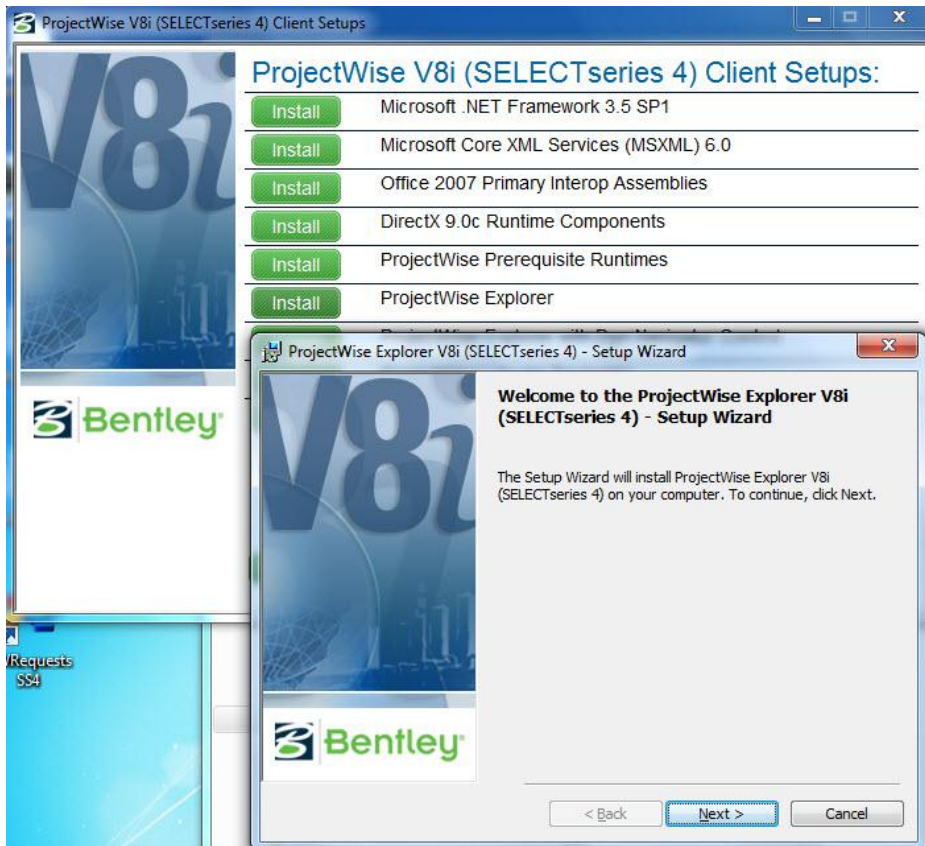 ProjectWise V8i (SELECTseries 4) Client Setups
V8i
ProjectWise V8i (SELECTseries 4) Client Setups:
Install Microsoft .NET Framework 3.5 SP1
Install Microsoft Core XML Services (MSXML) 6.0
Install Office 2007 Primary Interop Assemblies
Install DirectX 9.0c Runtime Components
Install ProjectWise Prerequisite Runtimes
Install ProjectWise Explorer
Bentley
ProjectWise Explorer V8i (SELECTseries 4) - Setup Wizard
V8i
Welcome to the ProjectWise Explorer V8i
(SELECTseries 4) - Setup Wizard
The Setup Wizard will install ProjectWise Explorer V8i
(SELECTseries 4) on your computer. To continue, click Next.
Bentley
< Back Next > Cancel
SS4